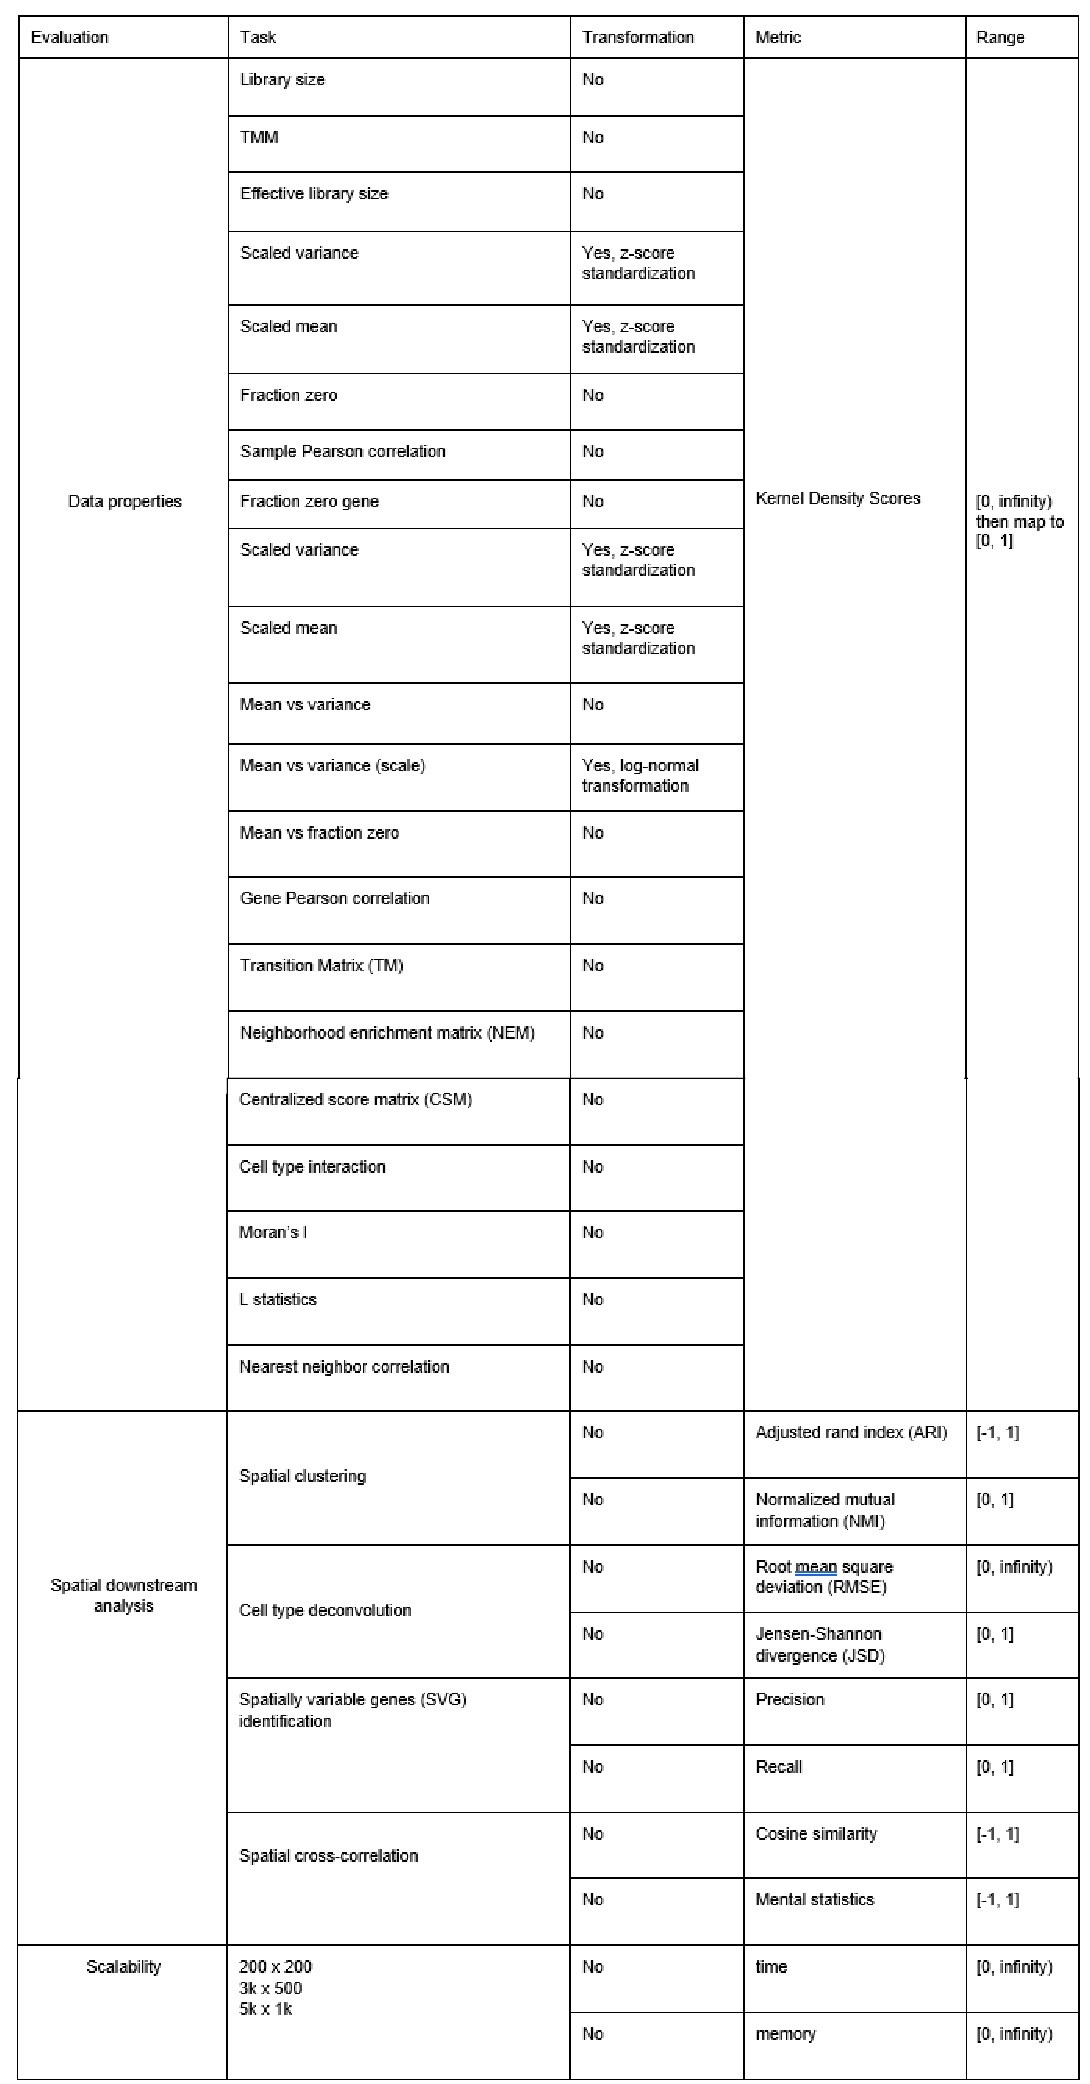 Evaluation Task Transformation Metric Range
Library size No
TMM No
Effective library size No
Scaled variance Yes, z-score
standardization
Scaled mean Yes, z-score
standardization
Fraction zero No
Sample Pearson correlation No
Data properties Fraction zero gene No Kernel Density Scores [0, infinity)
then map to
[0, 1]
Scaled variance Yes, z-score
standardization
Scaled mean Yes, z-score
standardization
Mean vs variance No
Mean vs variance (scale) Yes, log-normal
transformation
Mean vs fraction zero No
Gene Pearson correlation No
Transition Matrix (TM) No
Neighborhood enrichment matrix (NEM) No
Centralized score matrix (CSM) No
Cell type interaction No
Moran's I No
L statistics No
Nearest neighbor correlation No
Spatial downstream
analysis
Spatial clustering
No Adjusted rand index (ARI) [-1, 1]
No Normalized mutual
information (NMI)
[0, 1]
Cell type deconvolution
No Root mean square
deviation (RMSE)
[0, infinity)
No Jensen-Shannon
divergence (JSD)
[0, 1]
Spatially variable genes (SVG)
identification
No Precision [0, 1]
No Recall [0, 1]
Spatial cross-correlation
No Cosine similarity [-1, 1]
No Mental statistics [-1, 1]
Scalability
200 x 200
3k x 500
5k x 1k
No time [0, infinity)
No memory [0, infinity)